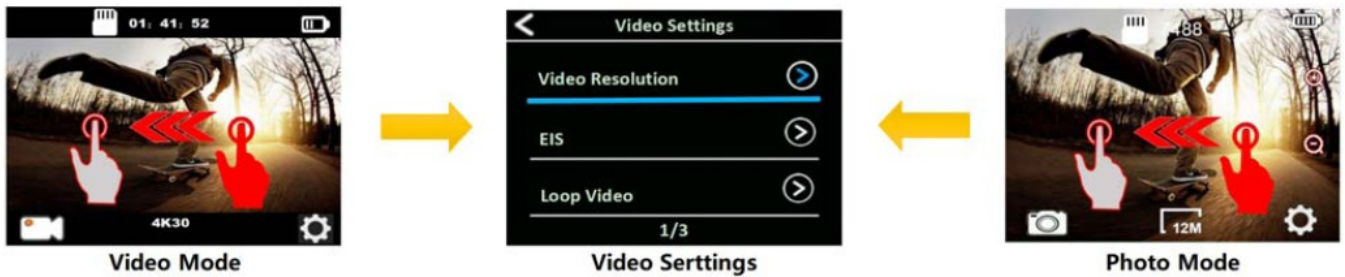 01: 41: 52
4K30
Video Mode
Video Settings
Video Resolution
EIS
Loop Video
1/3
Video Serttings
488
12M
Photo Mode